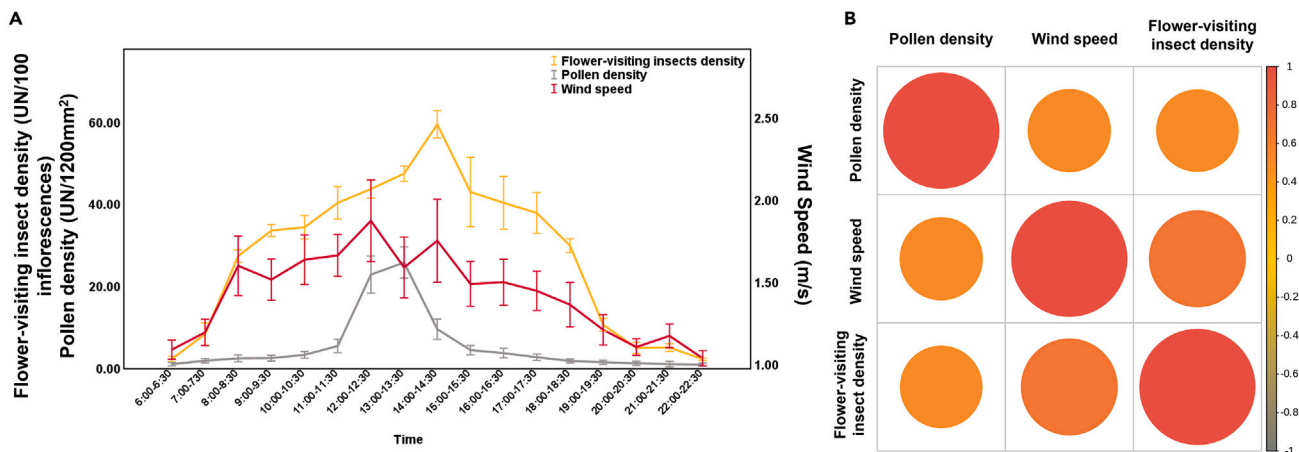 A
Flower-visiting insect density (UN/100
inflorescences)
Pollen density (UN/1200mm²)
60.00
40.00
20.00
0.00
Flower-visiting insects density
Pollen density
Wind speed
2.50
2.00
1.50
1.00
Wind Speed (m/s)
6:00-6:30
7:00-730
8:00-8:30
9:00-9:30
10:00-10:30
11:00-11:30
12:00-12:30
13:00-13:30
14:00-14:30
15:00-15:30
16:00-16:30
17:00-17:30
18:00-18:30
19:00-19:30
20:00-20:30
21:00-21:30
22:00-22:30
Time
B
Pollen density
Wind speed
Flower-visiting
insect density
Pollen density
Wind speed
Flower-visiting
insect density
1
0.8
0.6
0.4
0.2
0
-0.2
-0.4
-0.6
-0.8
-1